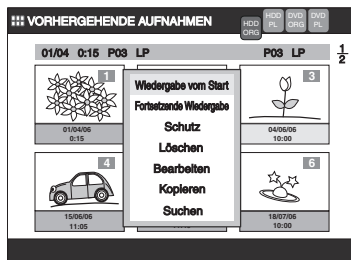 VORHERGEHENDE AUFNAHMEN
HDD ORG
HDD PL
DVD ORG
DVD PL
01/04 0:15 P03 LP P03 LP
1/2
1
3
Wiedergabe vom Start
Fortsetzende Wiedergabe
Schutz
Löschen
Bearbeiten
Kopieren
Suchen
01/04/06
0:15
04/06/06
10:00
4
6
15/06/06
11:05
18/07/06
10:00